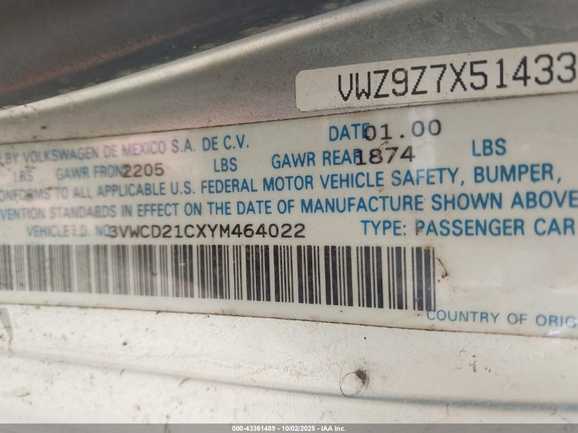 VWZ9Z7X51433
BY VOLKSWAGEN DE MEXICO S.A. DE C.V. DATE 01.00
LBS GAWR FRON 2205 LBS GAWR REAR 1874 LBS
ONFORMS TO ALL APPLICABLE U.S. FEDERAL MOTOR VEHICLE SAFETY, BUMPER,
VENTION STANDARDS IN EFFECT ON THE DATE OF MANUFACTURE SHOWN ABOVE
VEHICLE I.D. NO 3VWCD21CXYM464022 TYPE: PASSENGER CAR
COUNTRY OF ORIG
000-43361489 - 10/02/2025 - IAA Inc.